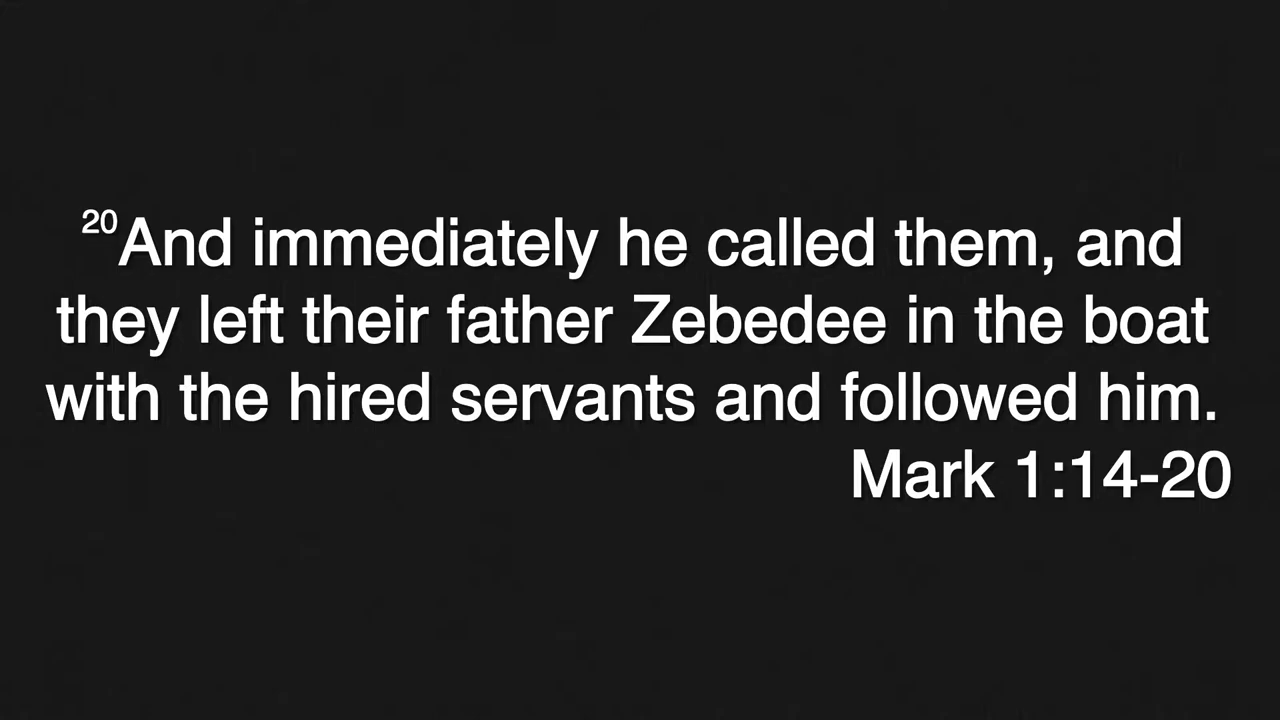 20And immediately he called them, and
they left their father Zebedee in the boat
with the hired servants and followed him.
Mark 1:14-20